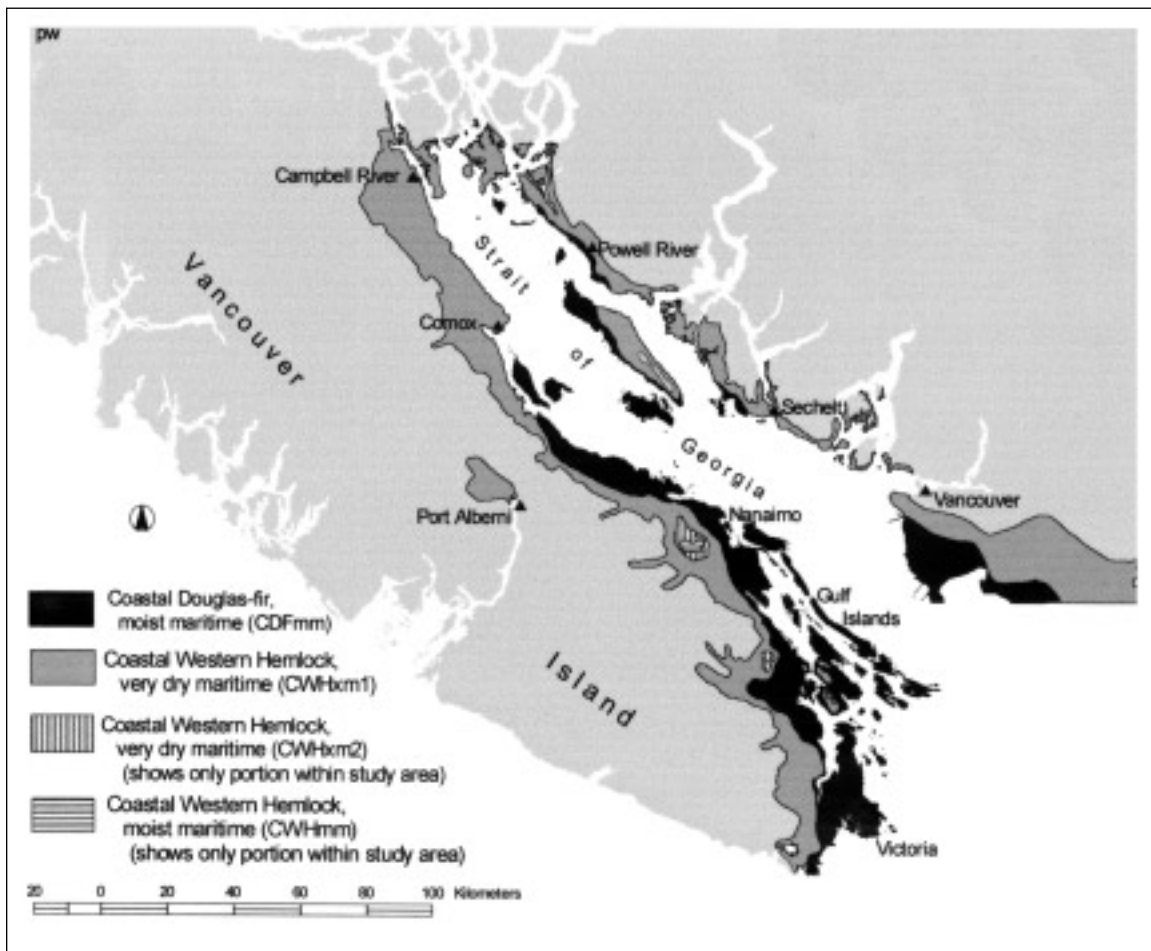 pw
Campbell River
Powell River
Strait
of
Georgia
Vancouver
Comox
Sechelt
Vancouver
Port Alberni
Nanaimo
Gulf
Islands
Island
Victoria
Coastal Douglas-fir,
moist maritime (CDFmm)
Coastal Western Hemlock,
very dry maritime (CWHxm1)
Coastal Western Hemlock,
very dry maritime (CWHxm2)
(shows only portion within study area)
Coastal Western Hemlock,
moist maritime (CWHmm)
(shows only portion within study area)
20 0 20 40 60 80 100 Kilometers